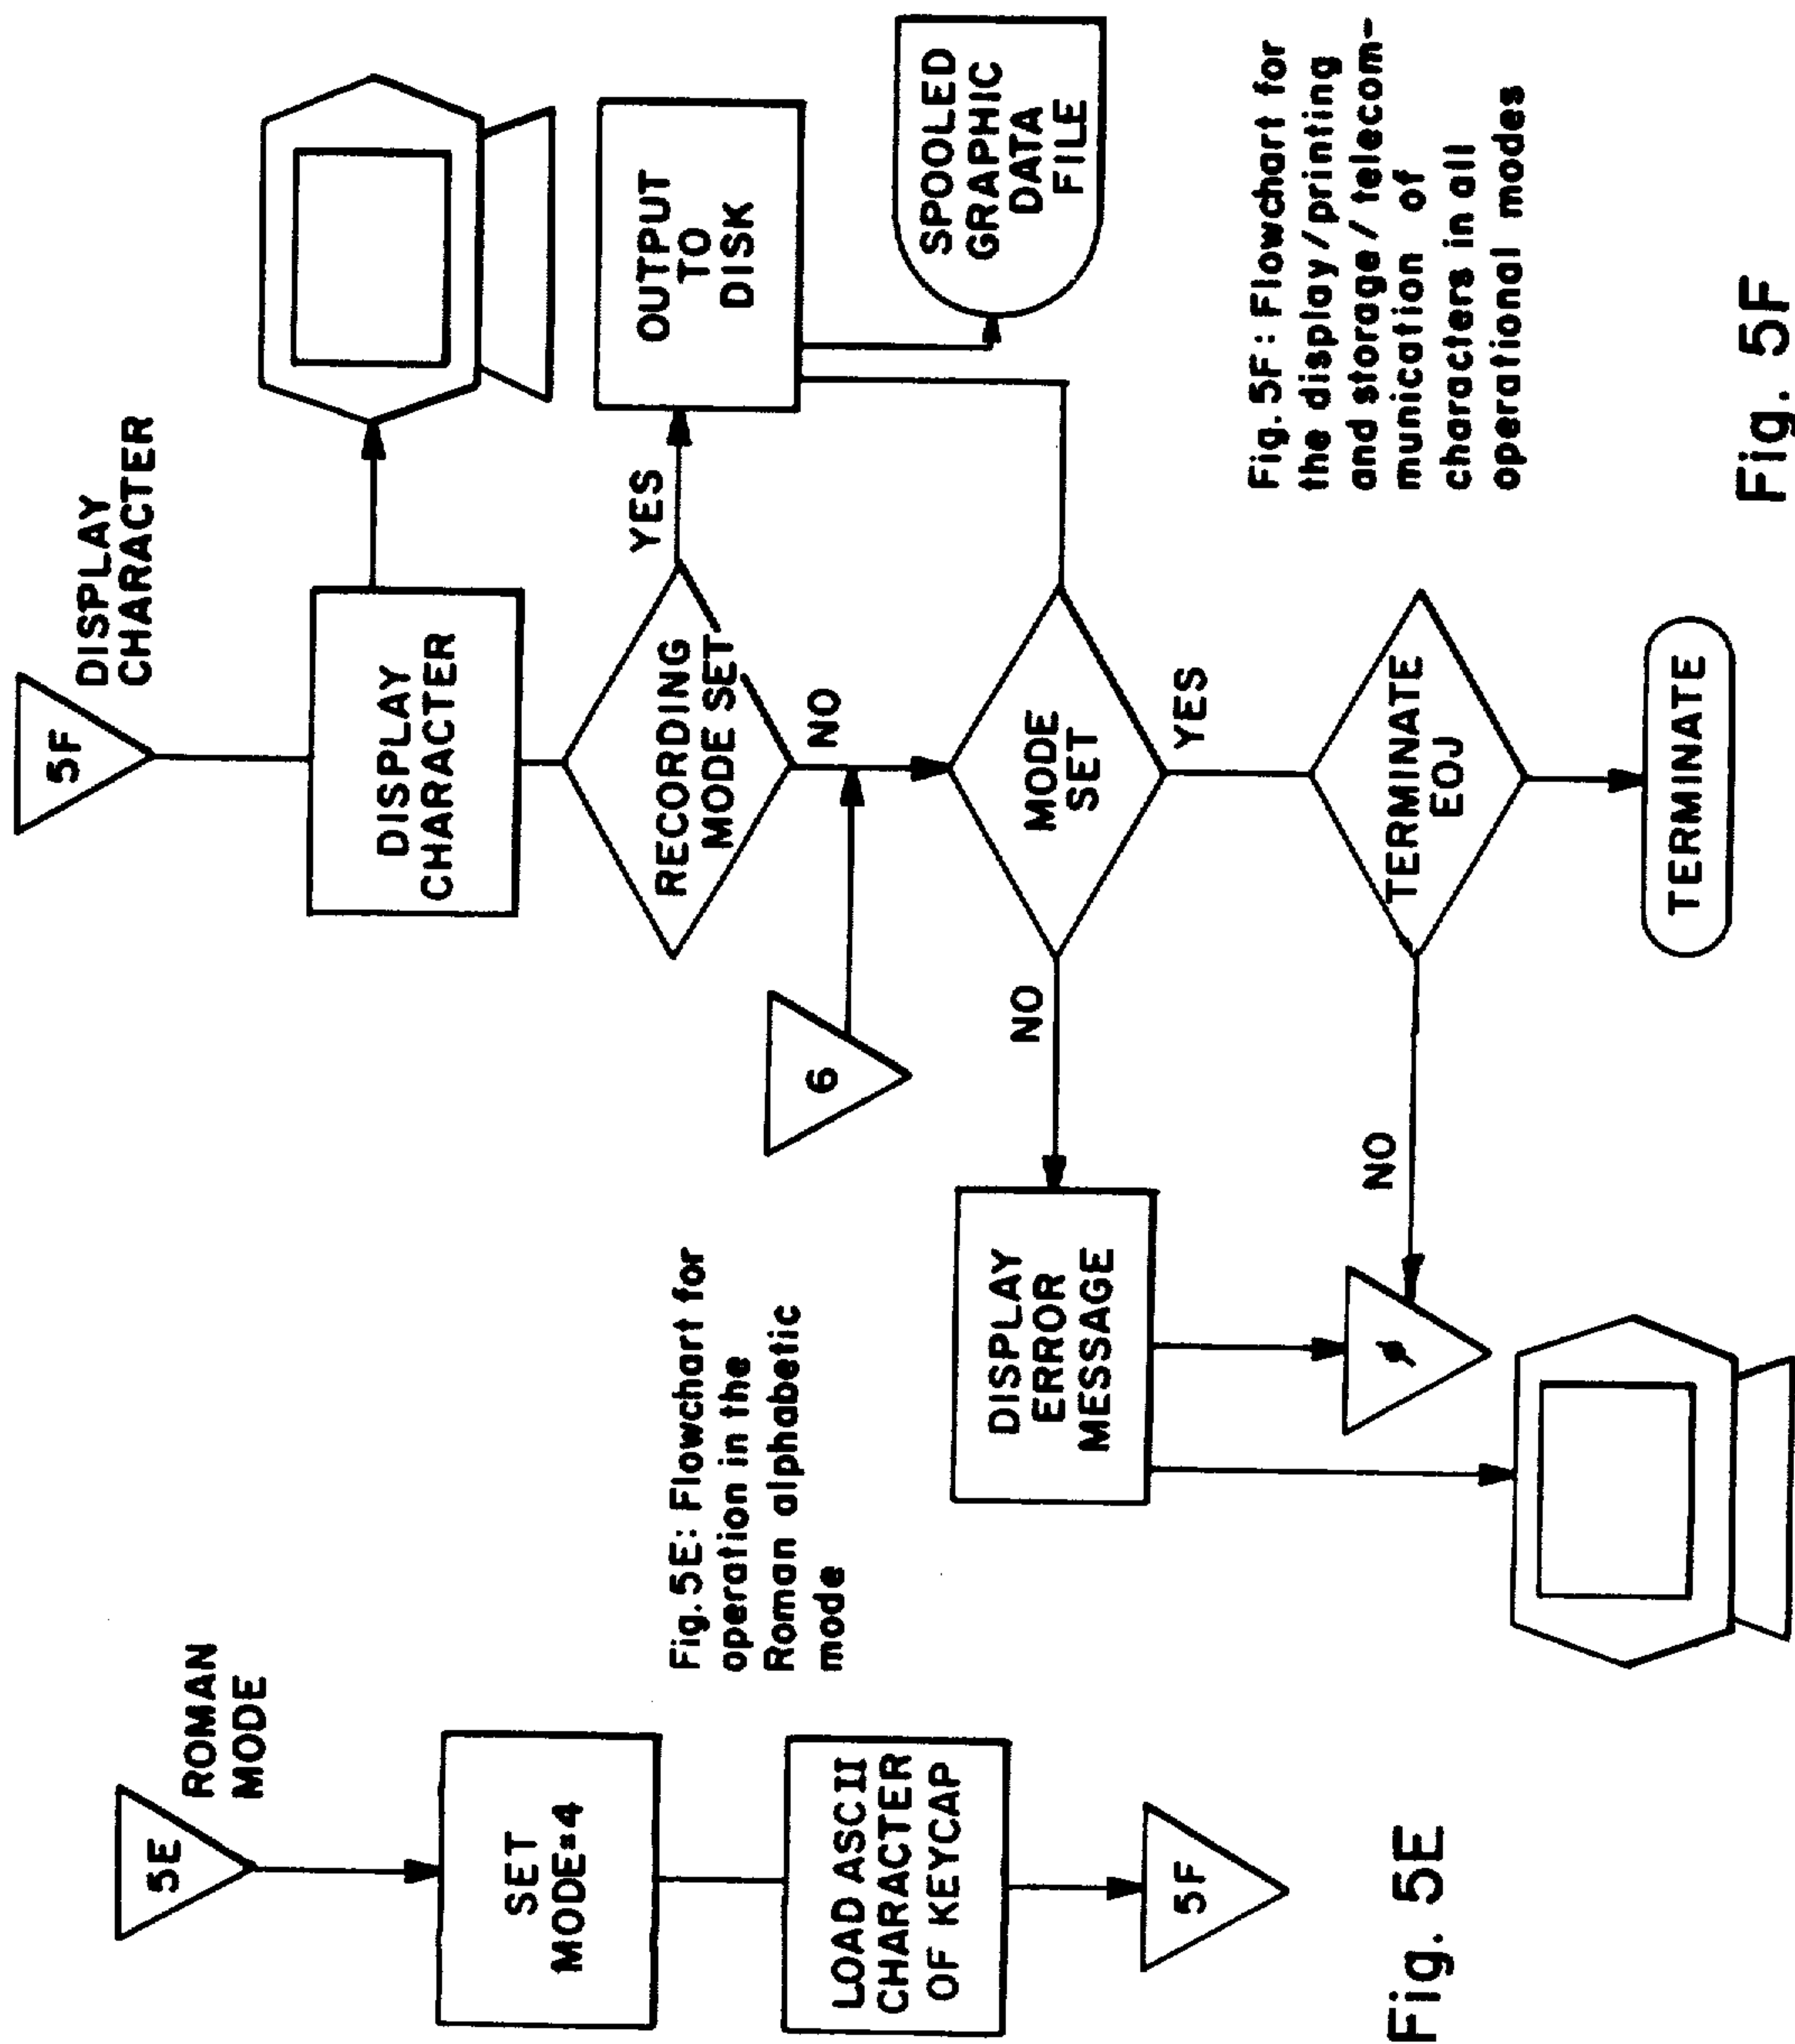 5E
ROMAN
MODE
SET
MODE=4
LOAD ASCII
CHARACTER
OF KEYCAP
5F
Fig. 5E: Flowchart for
operation in the
Roman alphabetic
mode
Fig. 5E
5F
DISPLAY
CHARACTER
DISPLAY
CHARACTER
RECORDING
MODE SET
YES
OUTPUT
TO
DISK
SPOOLED
GRAPHIC
DATA
FILE
NO
6
MODE
SET
NO
YES
DISPLAY
ERROR
MESSAGE
TERMINATE
EOJ
NO
ϕ
TERMINATE
Fig. 5F: Flowchart for
the display/printing
and storage/telecom-
munication of
characters in all
operational modes
Fig. 5F